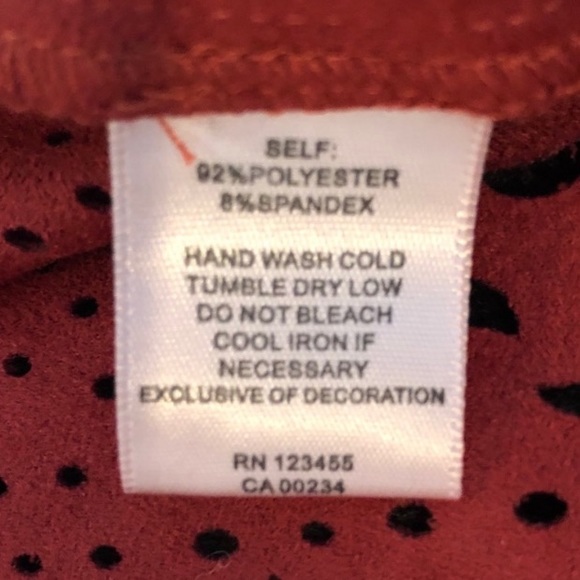 SELF:
92%POLYESTER
8%SPANDEX
HAND WASH COLD
TUMBLE DRY LOW
DO NOT BLEACH
COOL IRON IF
NECESSARY
EXCLUSIVE OF DECORATION
RN 123455
CA 00234